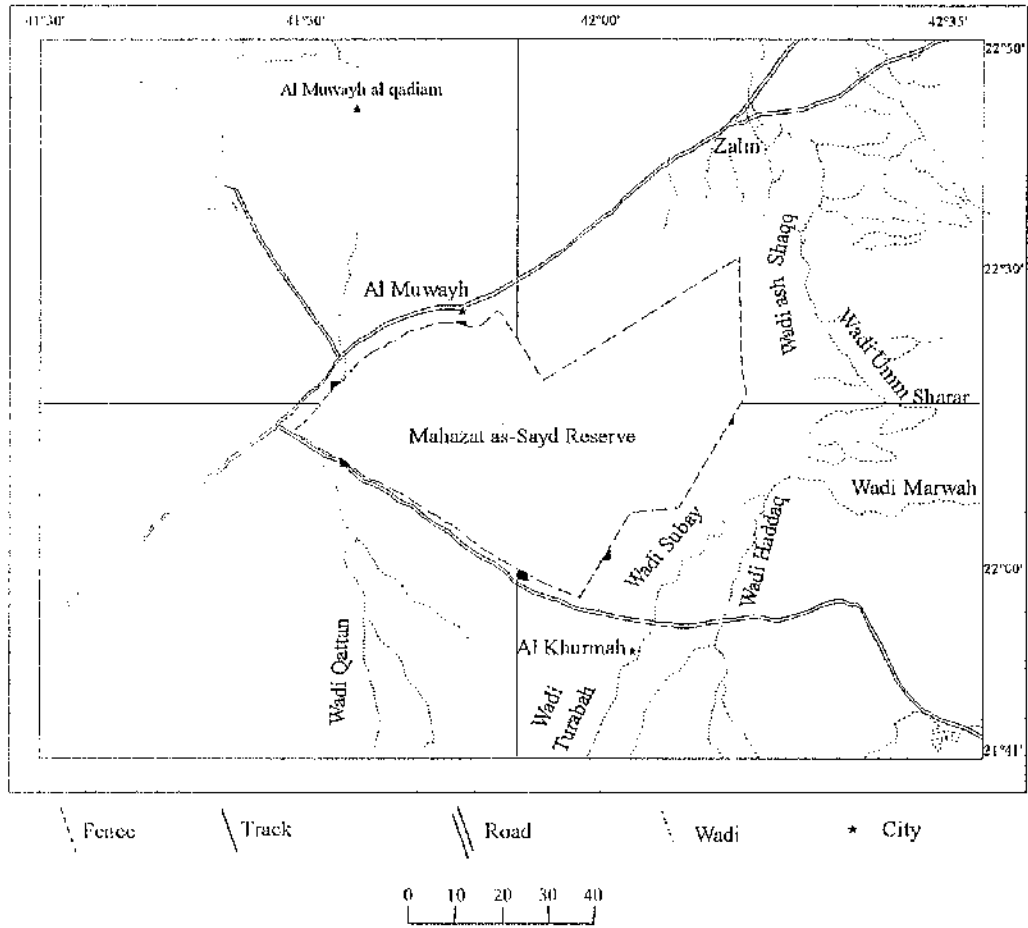 41°30'
41°50'
42°00'
42°35'
22°50'
Al Muwayh al qadiam
Zalm
Wadi ash Shaqq
22°30'
Al Muwayh
Wadi Umm
Sharar
Mahazat as-Sayd Reserve
Wadi Marwah
Wadi Subay
Wadi Haddaq
22°00'
Al Khurmah
Wadi Qattan
Wadi
Turabah
21°41'
Fence
Track
Road
Wadi
City
0 10 20 30 40